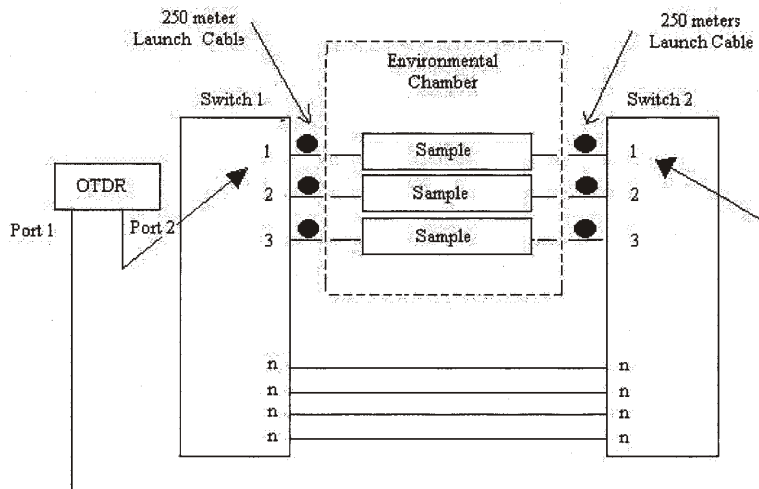 250 meter
Launch Cable
250 meters
Launch Cable
Environmental
Chamber
Switch 1
Switch 2
1
Sample
1
OTDR
2
Sample
2
Port 1
Port 2
3
Sample
3
n
n
n
n
n
n
n
n